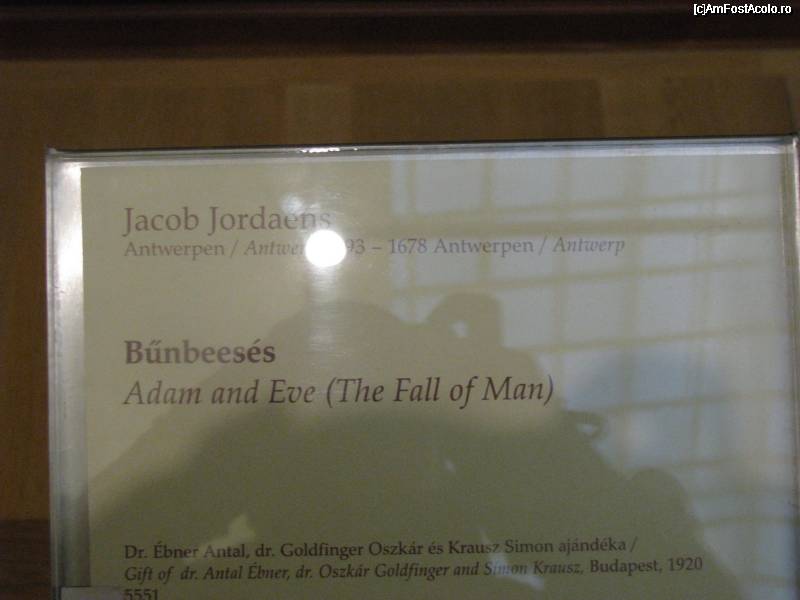 [c]AmFostAcolo.ro
Jacob Jordaens
Antwerpen / 93 – 1678 Antwerpen / Antwerp
Bűnbeesés
Adam and Eve (The Fall of Man)
Dr. Ébner Antal, dr. Goldfinger Oszkár és Krausz Simon ajándéka /
Gift of dr. Antal Ébner, dr. Oszkár Goldfinger and Simon Krausz, Budapest, 1920
5551